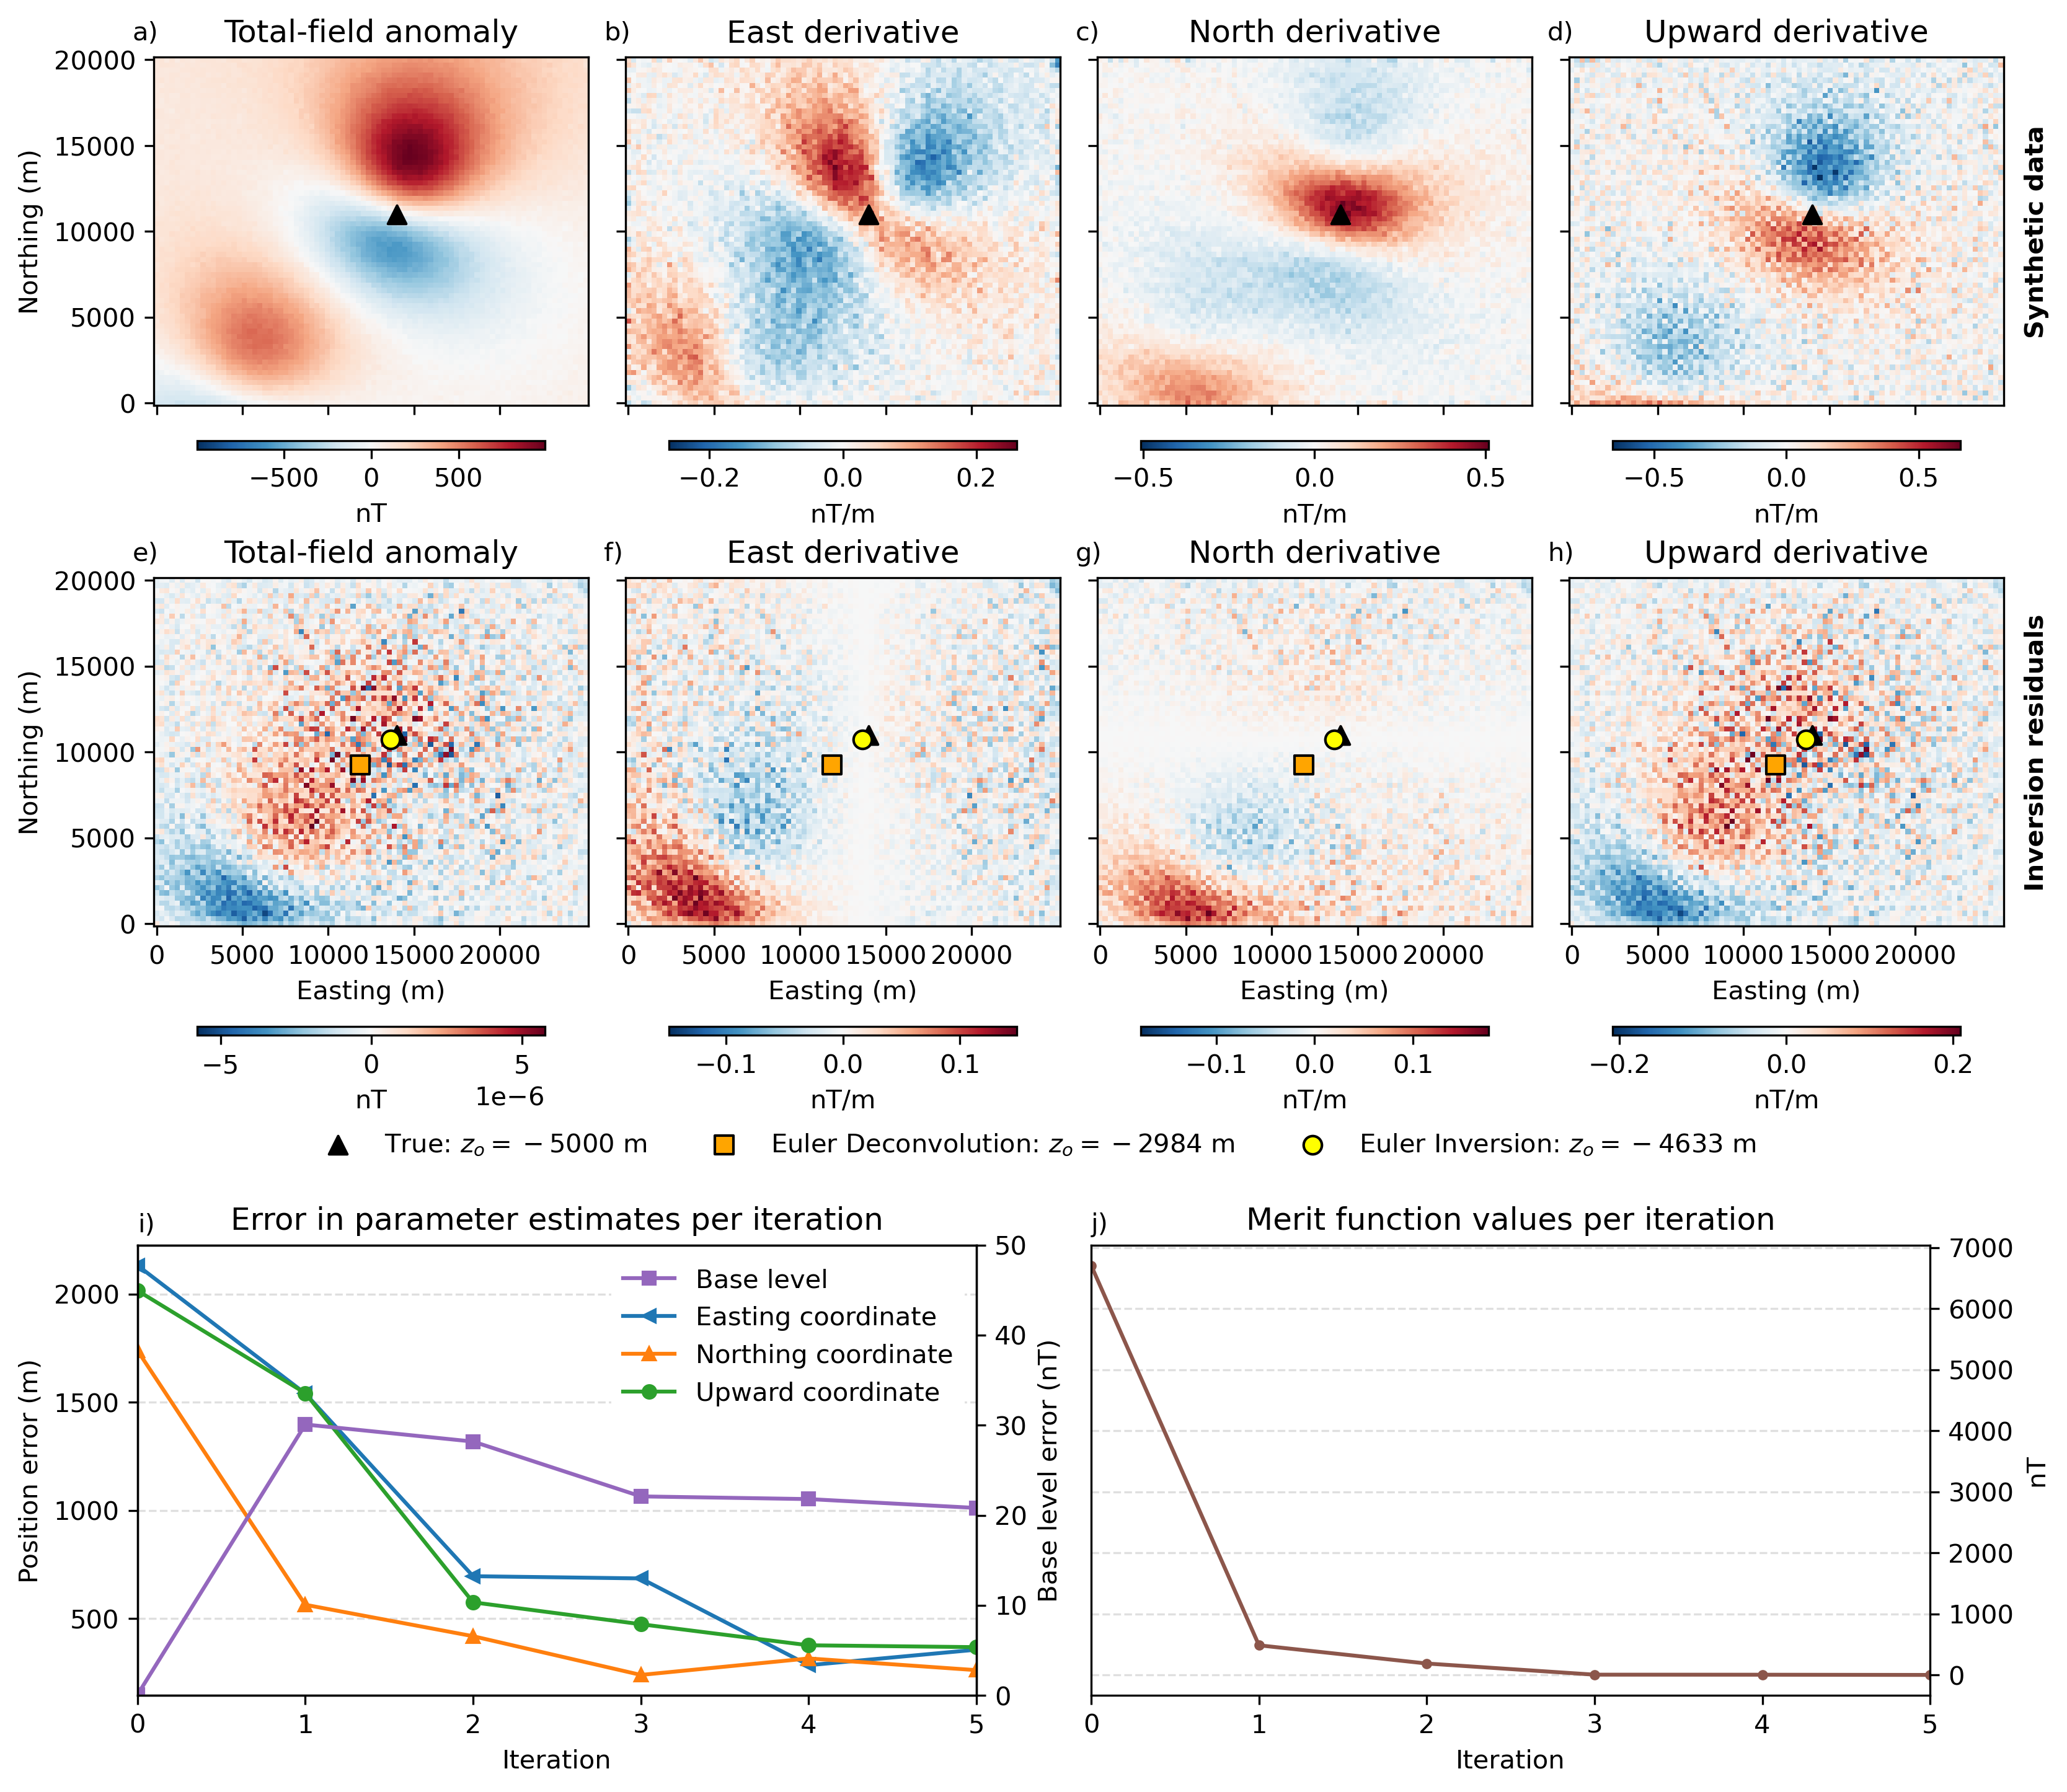 a) Total-field anomaly
b) East derivative
c) North derivative
d) Upward derivative
20000
15000
10000
5000
0
Northing (m)
Synthetic data
−500 0 500
nT
−0.2 0.0 0.2
nT/m
−0.5 0.0 0.5
nT/m
−0.5 0.0 0.5
nT/m
e) Total-field anomaly
f) East derivative
g) North derivative
h) Upward derivative
20000
15000
10000
5000
0
Northing (m)
Inversion residuals
0 5000 10000 15000 20000
Easting (m)
0 5000 10000 15000 20000
Easting (m)
0 5000 10000 15000 20000
Easting (m)
0 5000 10000 15000 20000
Easting (m)
−5 0 5
nT 1e−6
−0.1 0.0 0.1
nT/m
−0.1 0.0 0.1
nT/m
−0.2 0.0 0.2
nT/m
True: zₒ = −5000 m
Euler Deconvolution: zₒ = −2984 m
Euler Inversion: zₒ = −4633 m
i) Error in parameter estimates per iteration
2000
1500
1000
500
Position error (m)
Base level
Easting coordinate
Northing coordinate
Upward coordinate
50
40
30
20
10
0
Base level error (nT)
0 1 2 3 4 5
Iteration
j) Merit function values per iteration
7000
6000
5000
4000
3000
2000
1000
0
nT
0 1 2 3 4 5
Iteration